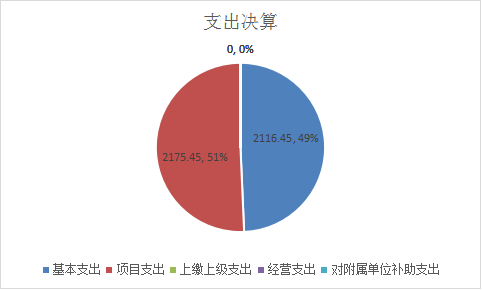 支出决算
0, 0%
2175.45, 51%
2116.45, 49%
基本支出 项目支出 上缴上级支出 经营支出 对附属单位补助支出